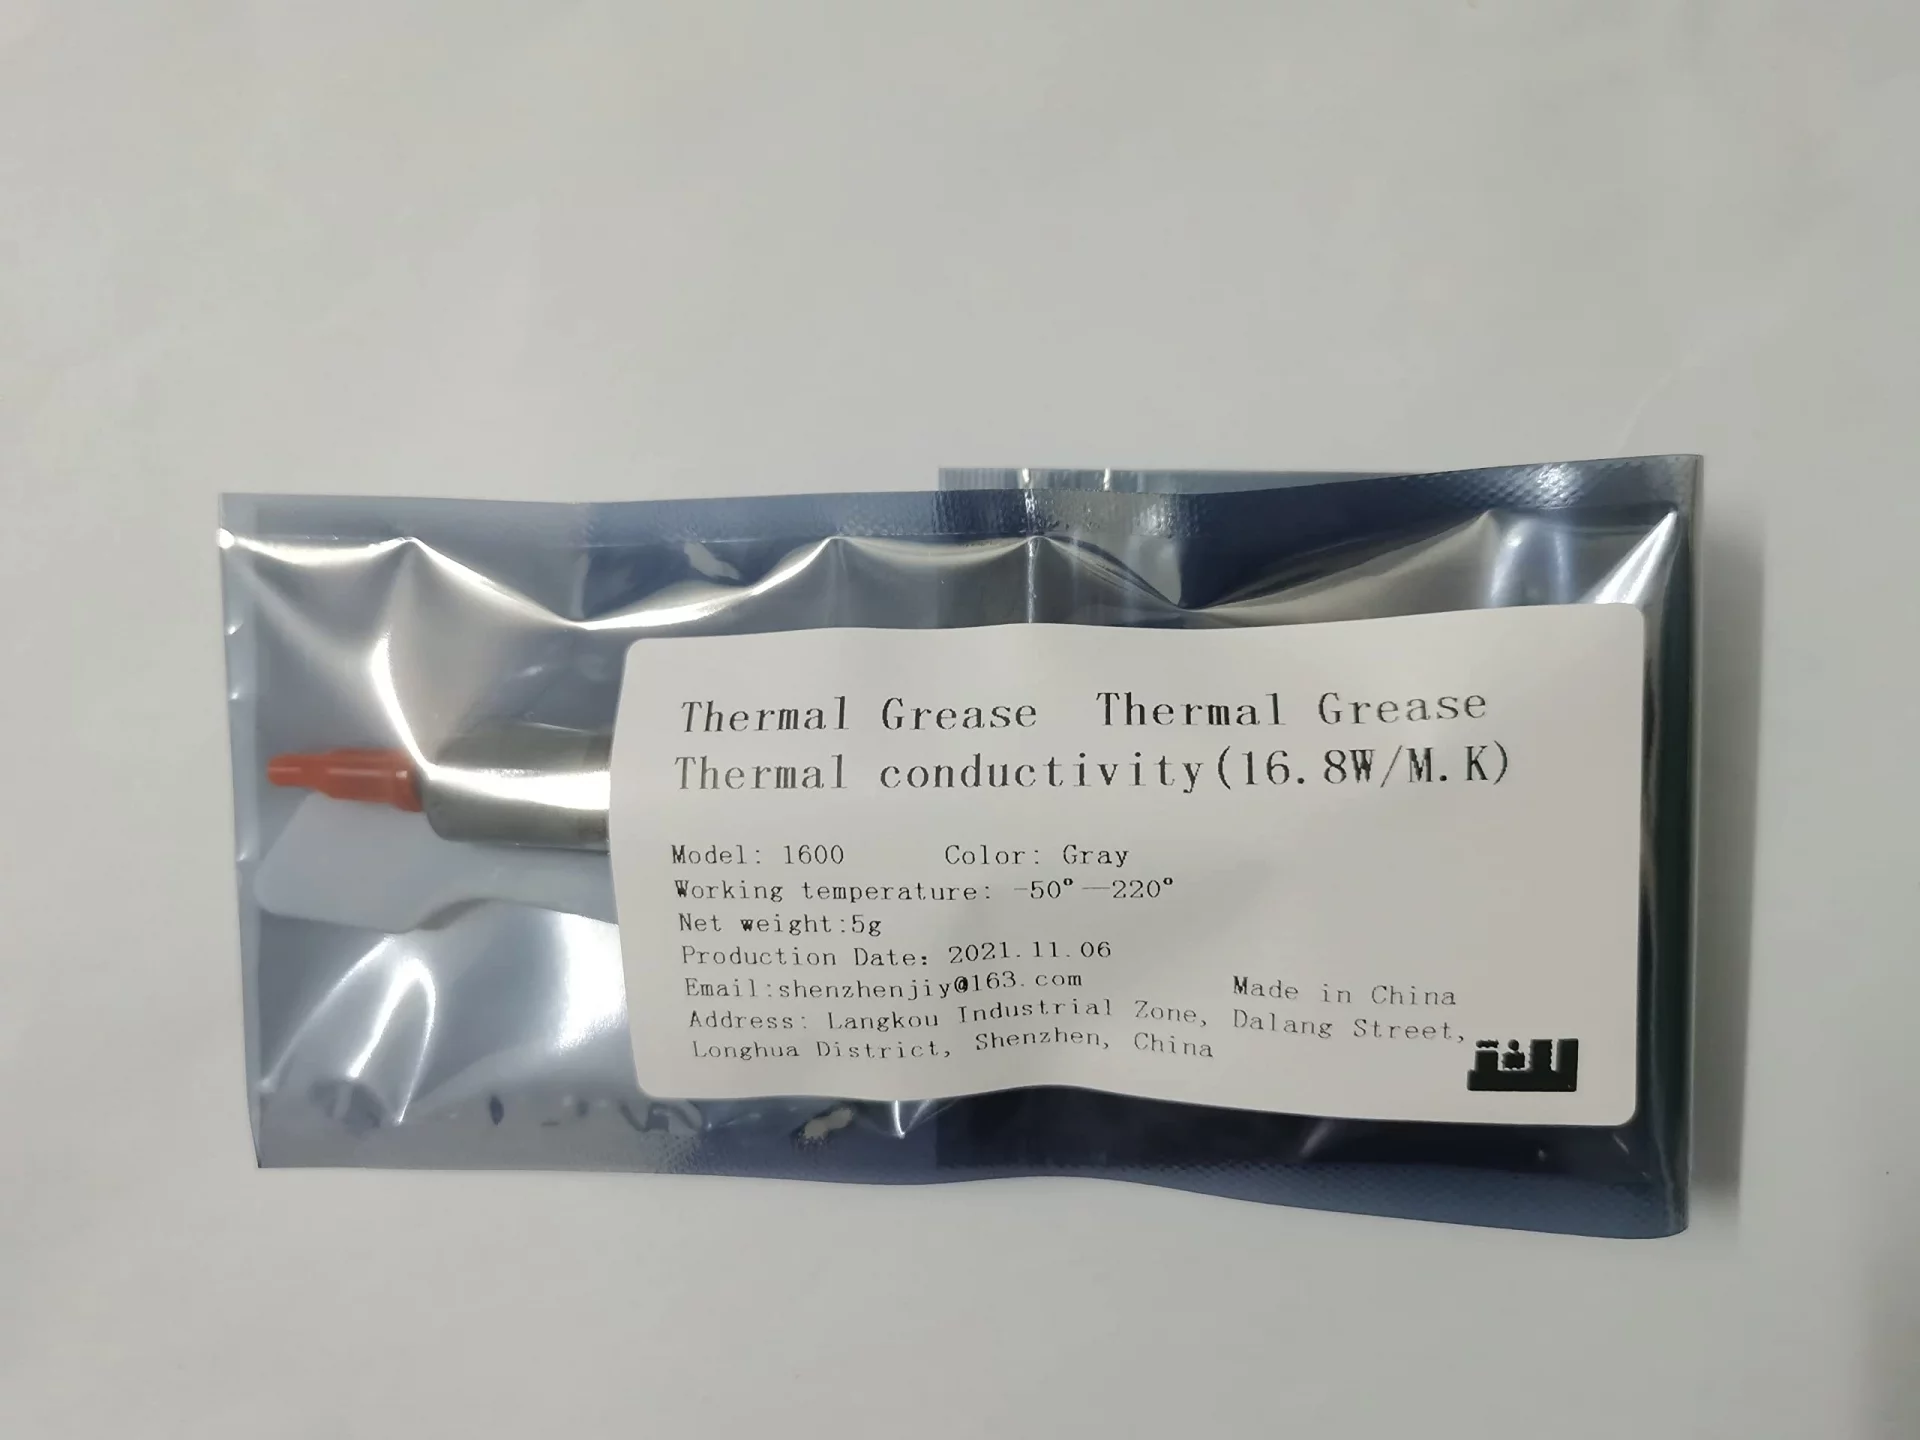 Thermal Grease Thermal Grease
Thermal conductivity(16.8W/M.K)
Model: 1600 Color: Gray
Working temperature: -50°—220°
Net weight:5g
Production Date: 2021.11.06
Email:shenzhenjiy@163.com Made in China
Address: Langkou Industrial Zone, Dalang Street,
Longhua District, Shenzhen, China